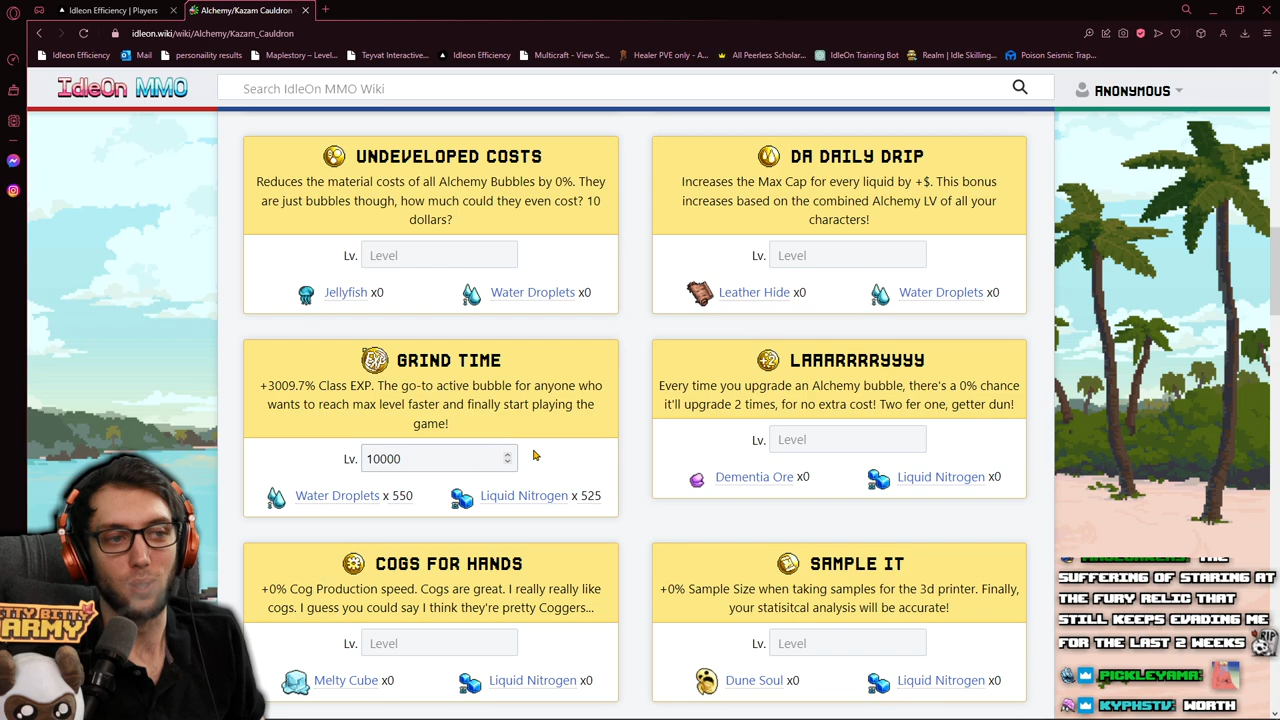 Idleon Efficiency | Players
Alchemy/Kazam Cauldron
idleon.wiki/wiki/Alchemy/Kazam_Cauldron
Idleon Efficiency
Mail
personaility results
Maplestory – Level...
Teyvat Interactive...
Idleon Efficiency
Multicraft - View Se...
Healer PVE only - A...
All Peerless Scholar...
IdleOn Training Bot
Realm | Idle Skilling...
Poison Seismic Trap...
IDLEON MMO
Search IdleOn MMO Wiki
ANONYMOUS
UNDEVELOPED COSTS
Reduces the material costs of all Alchemy Bubbles by 0%. They
are just bubbles though, how much could they even cost? 10
dollars?
Lv. Level
Jellyfish x0
Water Droplets x0
DA DAILY DRIP
Increases the Max Cap for every liquid by +$. This bonus
increases based on the combined Alchemy LV of all your
characters!
Lv. Level
Leather Hide x0
Water Droplets x0
GRIND TIME
+3009.7% Class EXP. The go-to active bubble for anyone who
wants to reach max level faster and finally start playing the
game!
Lv. 10000
Water Droplets x 550
Liquid Nitrogen x 525
LAAARRRRYYYY
Every time you upgrade an Alchemy bubble, there's a 0% chance
it'll upgrade 2 times, for no extra cost! Two fer one, getter dun!
Lv. Level
Dementia Ore x0
Liquid Nitrogen x0
COGS FOR HANDS
+0% Cog Production speed. Cogs are great. I really really like
cogs. I guess you could say I think they're pretty Coggers...
Lv. Level
Melty Cube x0
Liquid Nitrogen x0
SAMPLE IT
+0% Sample Size when taking samples for the 3d printer. Finally,
your statisitcal analysis will be accurate!
Lv. Level
Dune Soul x0
Liquid Nitrogen x0
THE
SUFFERING OF STARING AT
THE FURY RELIC THAT
STILL KEEPS EVADING ME
FOR THE LAST 2 WEEKS
RIP
PICKLEYAMA:
KYPHSTV: WORTH
ITTY BITTY
ARMY